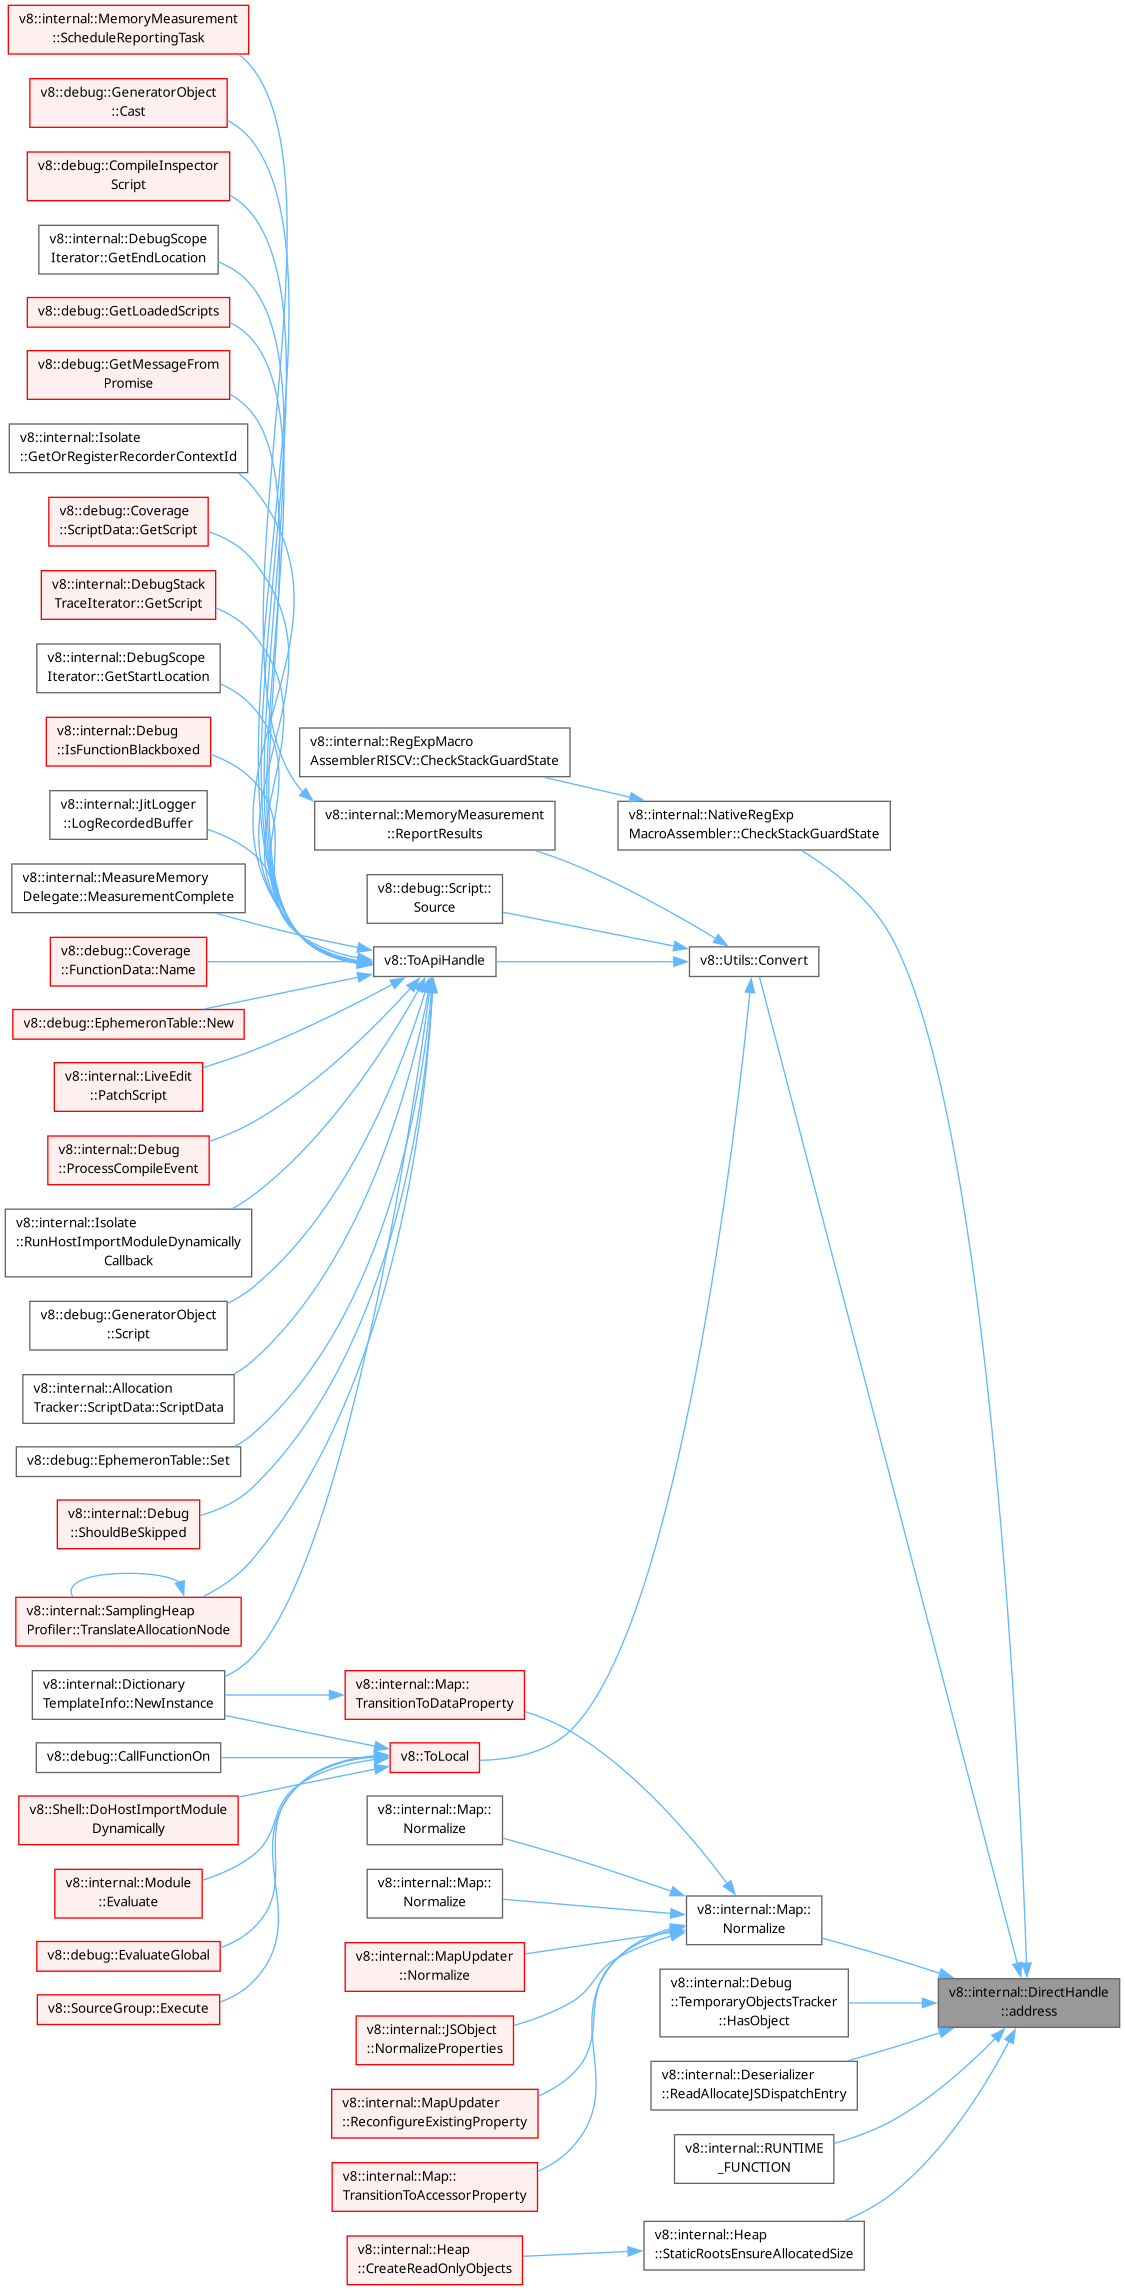 v8::internal::MemoryMeasurement
::ScheduleReportingTask
v8::debug::GeneratorObject
::Cast
v8::debug::CompileInspector
Script
v8::internal::DebugScope
Iterator::GetEndLocation
v8::debug::GetLoadedScripts
v8::debug::GetMessageFrom
Promise
v8::internal::Isolate
::GetOrRegisterRecorderContextId
v8::debug::Coverage
::ScriptData::GetScript
v8::internal::DebugStack
TraceIterator::GetScript
v8::internal::DebugScope
Iterator::GetStartLocation
v8::internal::Debug
::IsFunctionBlackboxed
v8::internal::JitLogger
::LogRecordedBuffer
v8::internal::MeasureMemory
Delegate::MeasurementComplete
v8::debug::Coverage
::FunctionData::Name
v8::debug::EphemeronTable::New
v8::internal::LiveEdit
::PatchScript
v8::internal::Debug
::ProcessCompileEvent
v8::internal::Isolate
::RunHostImportModuleDynamically
Callback
v8::debug::GeneratorObject
::Script
v8::internal::Allocation
Tracker::ScriptData::ScriptData
v8::debug::EphemeronTable::Set
v8::internal::Debug
::ShouldBeSkipped
v8::internal::SamplingHeap
Profiler::TranslateAllocationNode
v8::internal::Dictionary
TemplateInfo::NewInstance
v8::debug::CallFunctionOn
v8::Shell::DoHostImportModule
Dynamically
v8::internal::Module
::Evaluate
v8::debug::EvaluateGlobal
v8::SourceGroup::Execute
v8::internal::RegExpMacro
AssemblerRISCV::CheckStackGuardState
v8::internal::MemoryMeasurement
::ReportResults
v8::debug::Script::
Source
v8::ToApiHandle
v8::internal::Map::
TransitionToDataProperty
v8::ToLocal
v8::internal::Map::
Normalize
v8::internal::Map::
Normalize
v8::internal::MapUpdater
::Normalize
v8::internal::JSObject
::NormalizeProperties
v8::internal::MapUpdater
::ReconfigureExistingProperty
v8::internal::Map::
TransitionToAccessorProperty
v8::internal::Heap
::CreateReadOnlyObjects
v8::internal::NativeRegExp
MacroAssembler::CheckStackGuardState
v8::Utils::Convert
v8::internal::Map::
Normalize
v8::internal::Debug
::TemporaryObjectsTracker
::HasObject
v8::internal::Deserializer
::ReadAllocateJSDispatchEntry
v8::internal::RUNTIME
_FUNCTION
v8::internal::Heap
::StaticRootsEnsureAllocatedSize
v8::internal::DirectHandle
::address